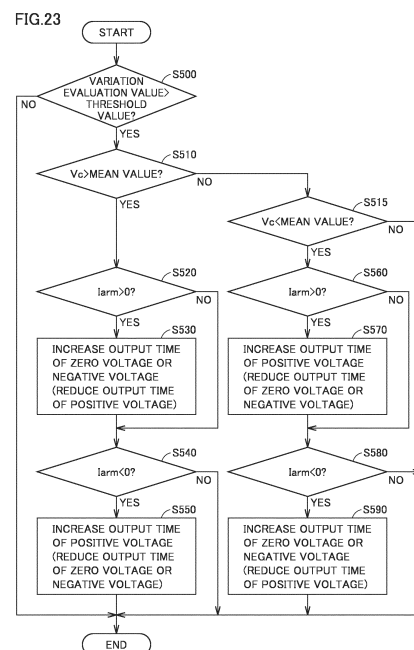 FIG.23
START
S500
VARIATION
EVALUATION VALUE>
THRESHOLD
VALUE?
NO
YES
S510
Vc>MEAN VALUE?
NO
YES
S515
Vc<MEAN VALUE?
NO
YES
S520
Iarm>0?
NO
YES
S530
INCREASE OUTPUT TIME
OF ZERO VOLTAGE OR
NEGATIVE VOLTAGE
(REDUCE OUTPUT TIME
OF POSITIVE VOLTAGE)
S560
Iarm>0?
NO
YES
S570
INCREASE OUTPUT TIME
OF POSITIVE VOLTAGE
(REDUCE OUTPUT TIME
OF ZERO VOLTAGE OR
NEGATIVE VOLTAGE)
S540
Iarm<0?
NO
YES
S550
INCREASE OUTPUT TIME
OF POSITIVE VOLTAGE
(REDUCE OUTPUT TIME
OF ZERO VOLTAGE OR
NEGATIVE VOLTAGE)
S580
Iarm<0?
NO
YES
S590
INCREASE OUTPUT TIME
OF ZERO VOLTAGE OR
NEGATIVE VOLTAGE
(REDUCE OUTPUT TIME
OF POSITIVE VOLTAGE)
END